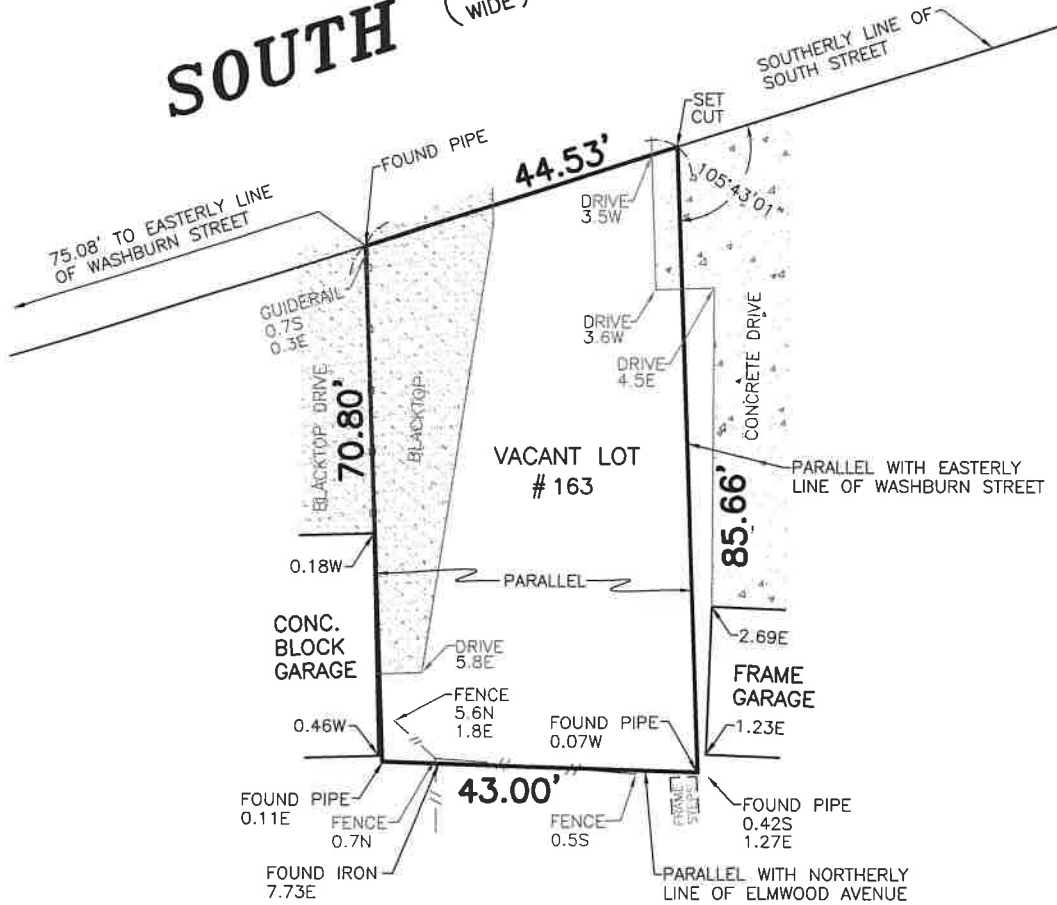 SOUTH
WIDE)
SOUTHERLY LINE OF
SOUTH STREET
SET
CUT
FOUND PIPE
44.53'
105°43'01"
75.08' TO EASTERLY LINE
OF WASHBURN STREET
DRIVE
3.5W
GUIDERAIL
0.7S
0.3E
DRIVE
3.6W
DRIVE
4.5E
BLACKTOP DRIVE
70.80'
BLACKTOP
CONCRETE DRIVE
VACANT LOT
# 163
PARALLEL WITH EASTERLY
LINE OF WASHBURN STREET
85.66'
0.18W
PARALLEL
CONC.
BLOCK
GARAGE
DRIVE
5.8E
2.69E
FRAME
GARAGE
FENCE
5.6N
1.8E
0.46W
FOUND PIPE
0.07W
1.23E
43.00'
FOUND PIPE
0.11E
FENCE
0.7N
FENCE
0.5S
FRAME
STEPS
FOUND PIPE
0.42S
1.27E
FOUND IRON
7.73E
PARALLEL WITH NORTHERLY
LINE OF ELMWOOD AVENUE